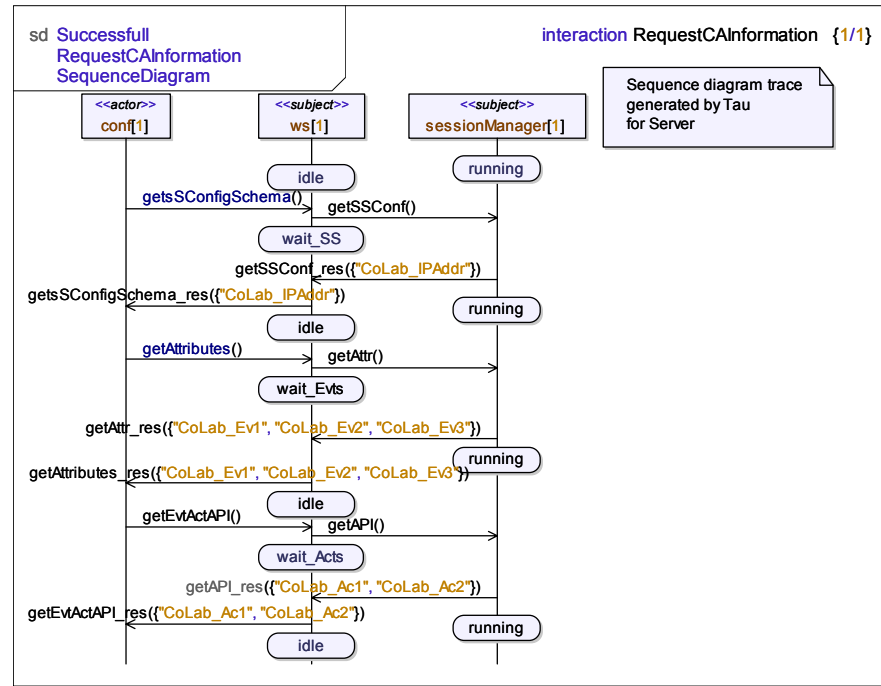 sd Successfull
RequestCAInformation
SequenceDiagram
interaction RequestCAInformation {1/1}
Sequence diagram trace
generated by Tau
for Server
<<actor>>
conf[1]
<<subject>>
ws[1]
<<subject>>
sessionManager[1]
idle
running
getsSConfigSchema()
getSSConf()
wait_SS
getSSConf_res({"CoLab_IPAddr"})
getsSConfigSchema_res({"CoLab_IPAddr"})
running
idle
getAttributes()
getAttr()
wait_Evts
getAttr_res({"CoLab_Ev1", "CoLab_Ev2", "CoLab_Ev3"})
running
getAttributes_res({"CoLab_Ev1", "CoLab_Ev2", "CoLab_Ev3"})
idle
getEvtActAPI()
getAPI()
wait_Acts
getAPI_res({"CoLab_Ac1", "CoLab_Ac2"})
getEvtActAPI_res({"CoLab_Ac1", "CoLab_Ac2"})
running
idle